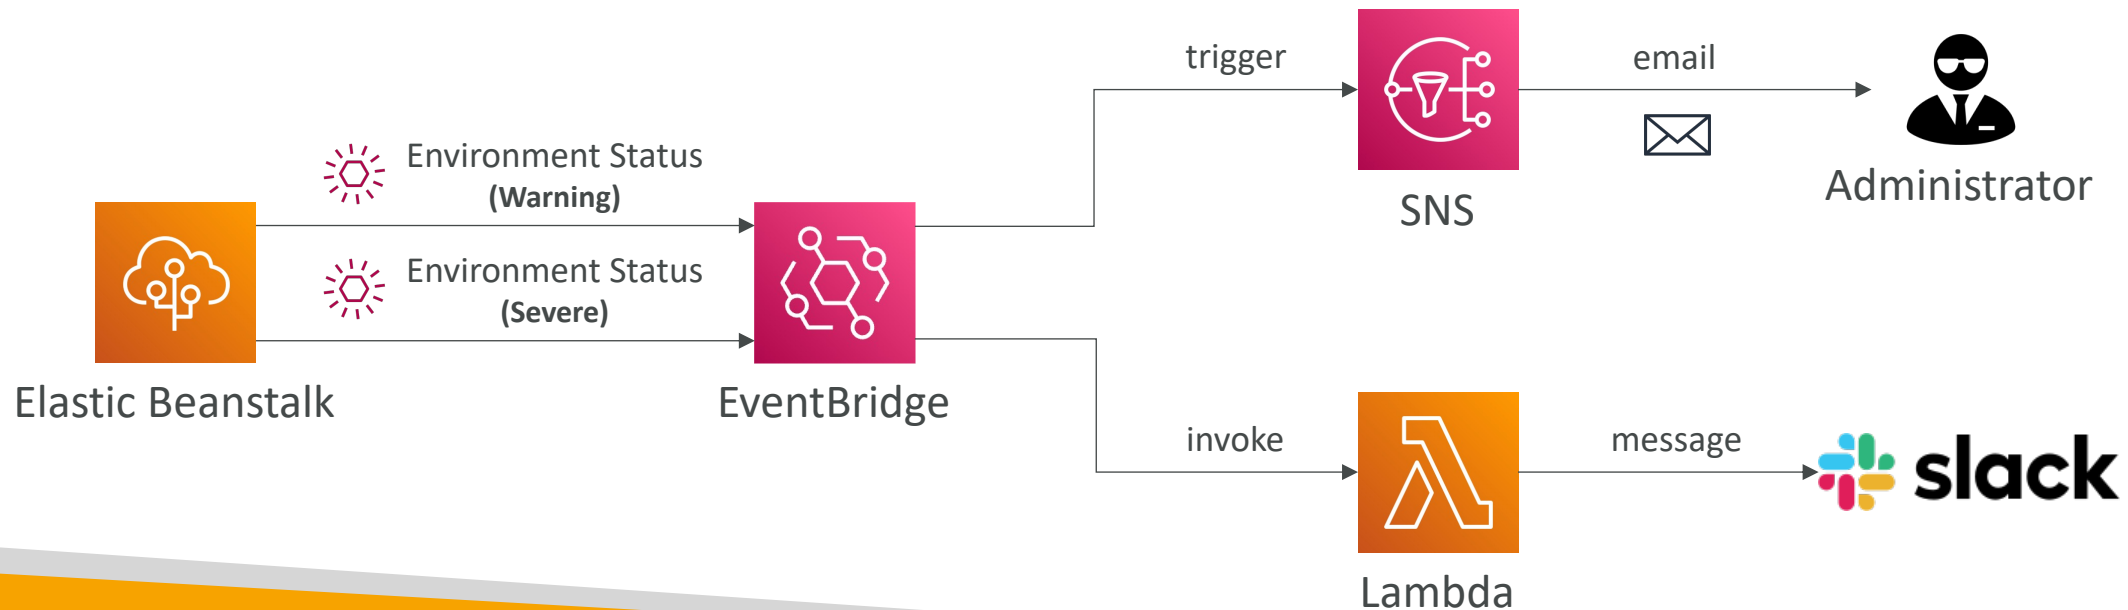 trigger
email
Environment Status
(Warning)
Administrator
SNS
Environment Status
(Severe)
Elastic Beanstalk
EventBridge
invoke
message
slack
Lambda